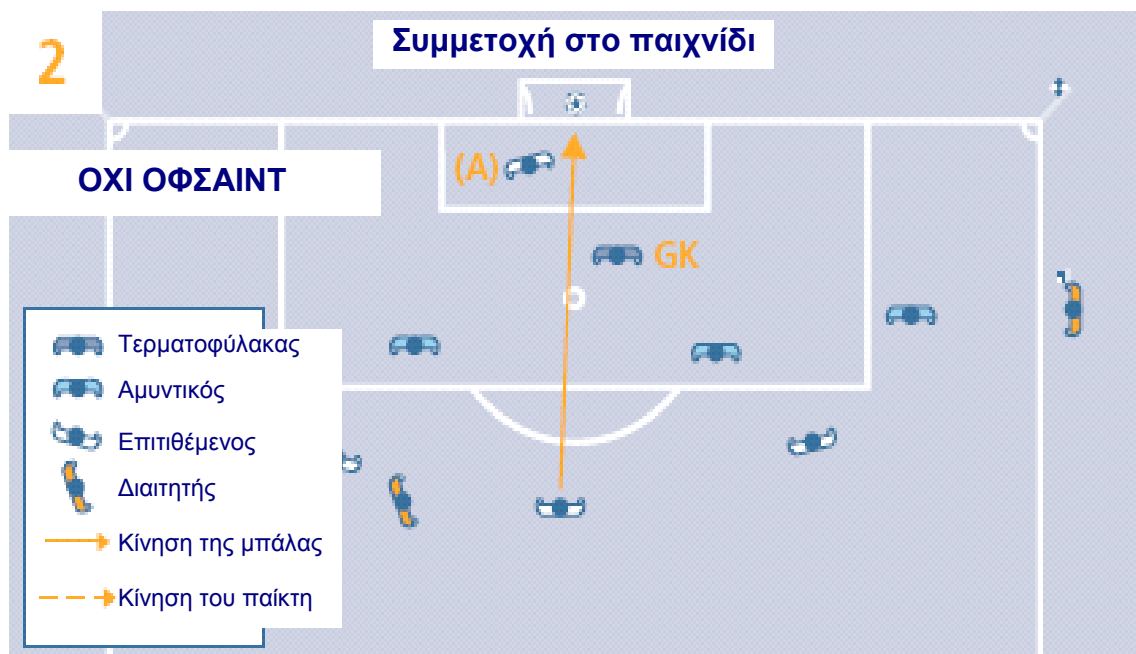 2
Συμμετοχή στο παιχνίδι
ΟΧΙ ΟΦΣΑΙΝΤ
(A)
GK
Τερματοφύλακας
Αμυντικός
Επιτιθέμενος
Διαιτητής
Κίνηση της μπάλας
Κίνηση του παίκτη